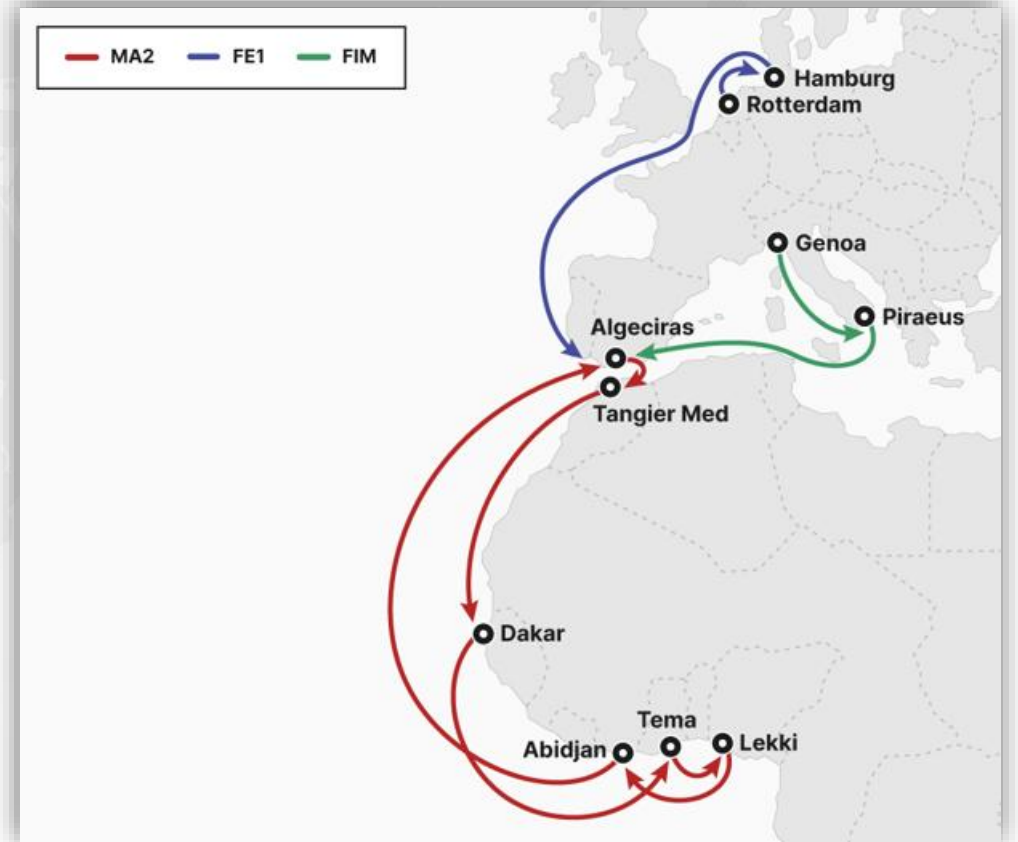 MA2 FE1 FIM
Hamburg
Rotterdam
Genoa
Piraeus
Algeciras
Tangier Med
Dakar
Tema
Abidjan
Lekki